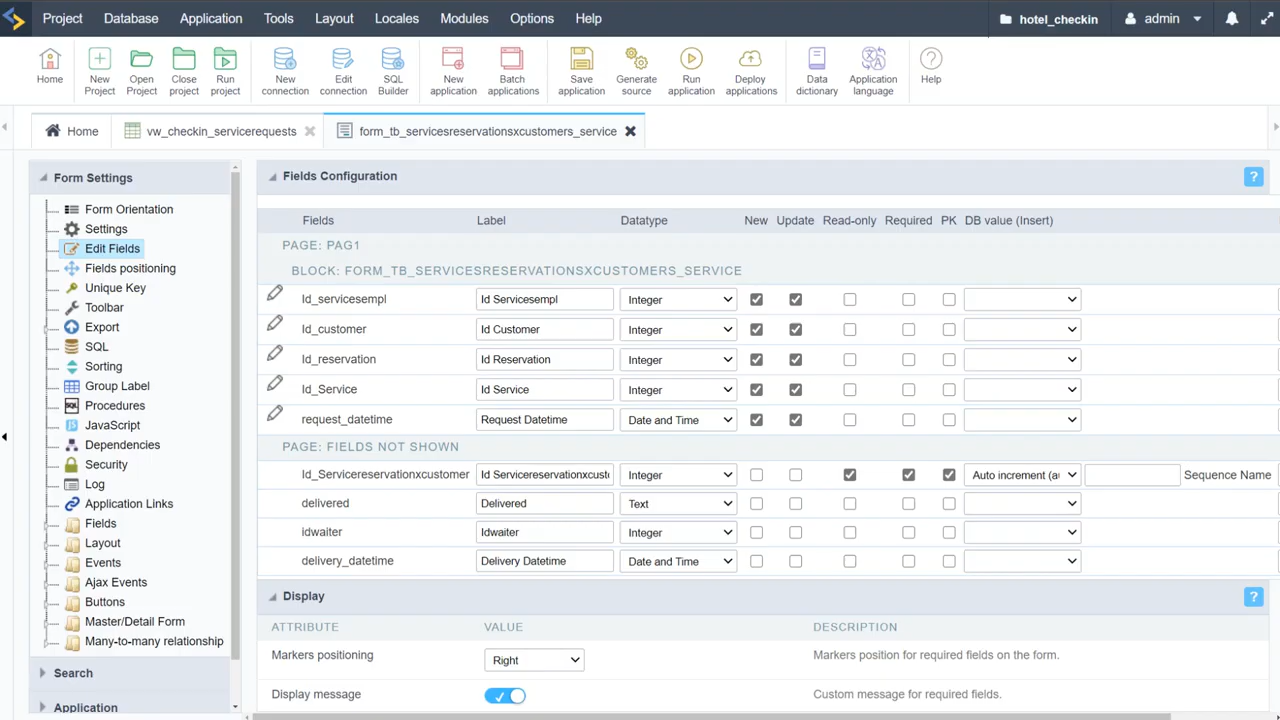 Project Database Application Tools Layout Locales Modules Options Help hotel_checkin admin
Home New Project Open Project Close project Run project New connection Edit connection SQL Builder New application Batch applications Save application Generate source Run application Deploy applications Data dictionary Application language Help
Home vw_checkin_servicerequests form_tb_servicesreservationsxcustomers_service
Form Settings
Form Orientation
Settings
Edit Fields
Fields positioning
Unique Key
Toolbar
Export
SQL
Sorting
Group Label
Procedures
JavaScript
Dependencies
Security
Log
Application Links
Fields
Layout
Events
Ajax Events
Buttons
Master/Detail Form
Many-to-many relationship
Search
Application
Fields Configuration ?
Fields Label Datatype New Update Read-only Required PK DB value (Insert)
PAGE: PAG1
BLOCK: FORM_TB_SERVICESRESERVATIONSXCUSTOMERS_SERVICE
Id_servicesempl Id Servicesempl Integer
Id_customer Id Customer Integer
Id_reservation Id Reservation Integer
Id_Service Id Service Integer
request_datetime Request Datetime Date and Time
PAGE: FIELDS NOT SHOWN
Id_Servicereservationxcustomer Id Servicereservationxcusto Integer Auto increment (au Sequence Name
delivered Delivered Text
idwaiter Idwaiter Integer
delivery_datetime Delivery Datetime Date and Time
Display ?
ATTRIBUTE VALUE DESCRIPTION
Markers positioning Right Markers position for required fields on the form.
Display message Custom message for required fields.